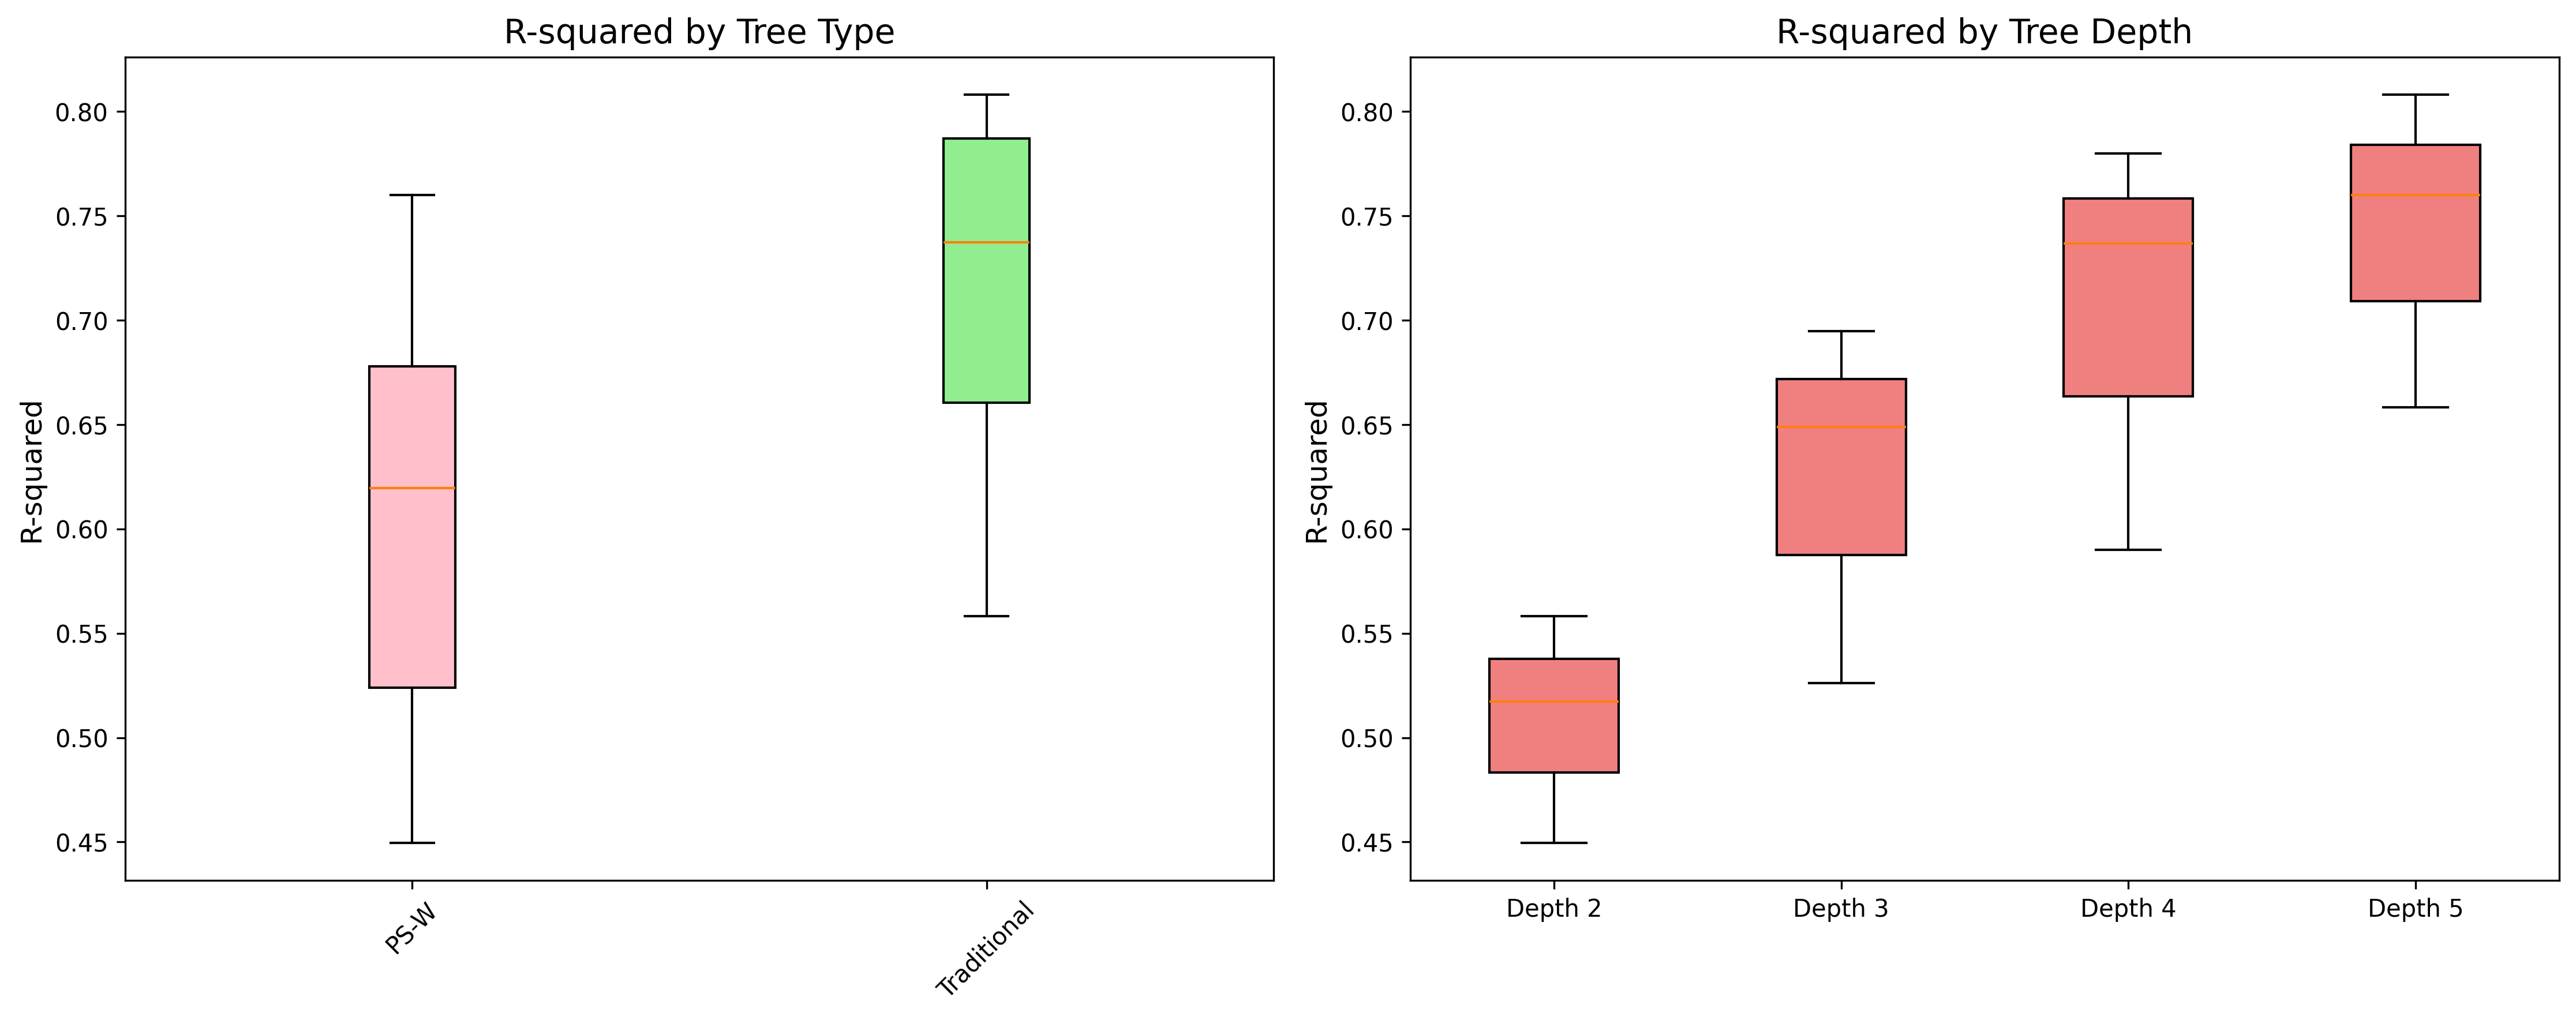 R-squared by Tree Type
R-squared
0.80
0.75
0.70
0.65
0.60
0.55
0.50
0.45
PS-W
Traditional
R-squared by Tree Depth
R-squared
0.80
0.75
0.70
0.65
0.60
0.55
0.50
0.45
Depth 2
Depth 3
Depth 4
Depth 5